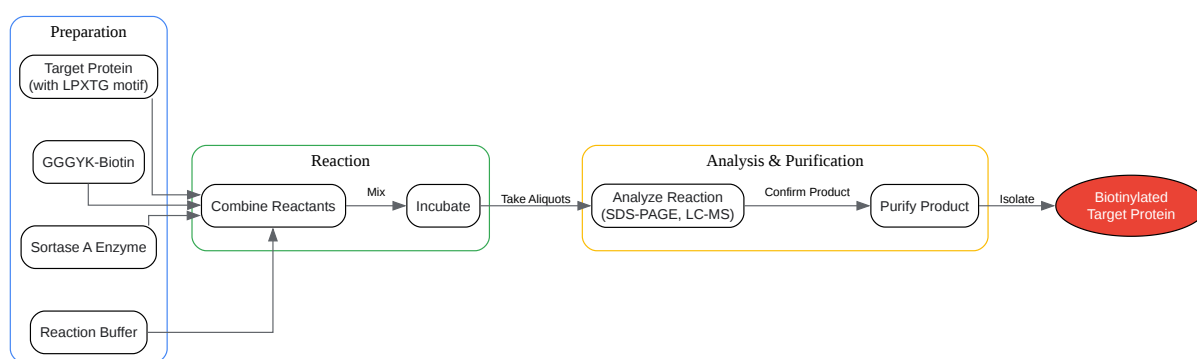 Preparation
Target Protein
(with LPXTG motif)
GGGYK-Biotin
Sortase A Enzyme
Reaction Buffer
Reaction
Combine Reactants
Mix
Incubate
Take Aliquots
Analysis & Purification
Analyze Reaction
(SDS-PAGE, LC-MS)
Confirm Product
Purify Product
Isolate
Biotinylated
Target Protein